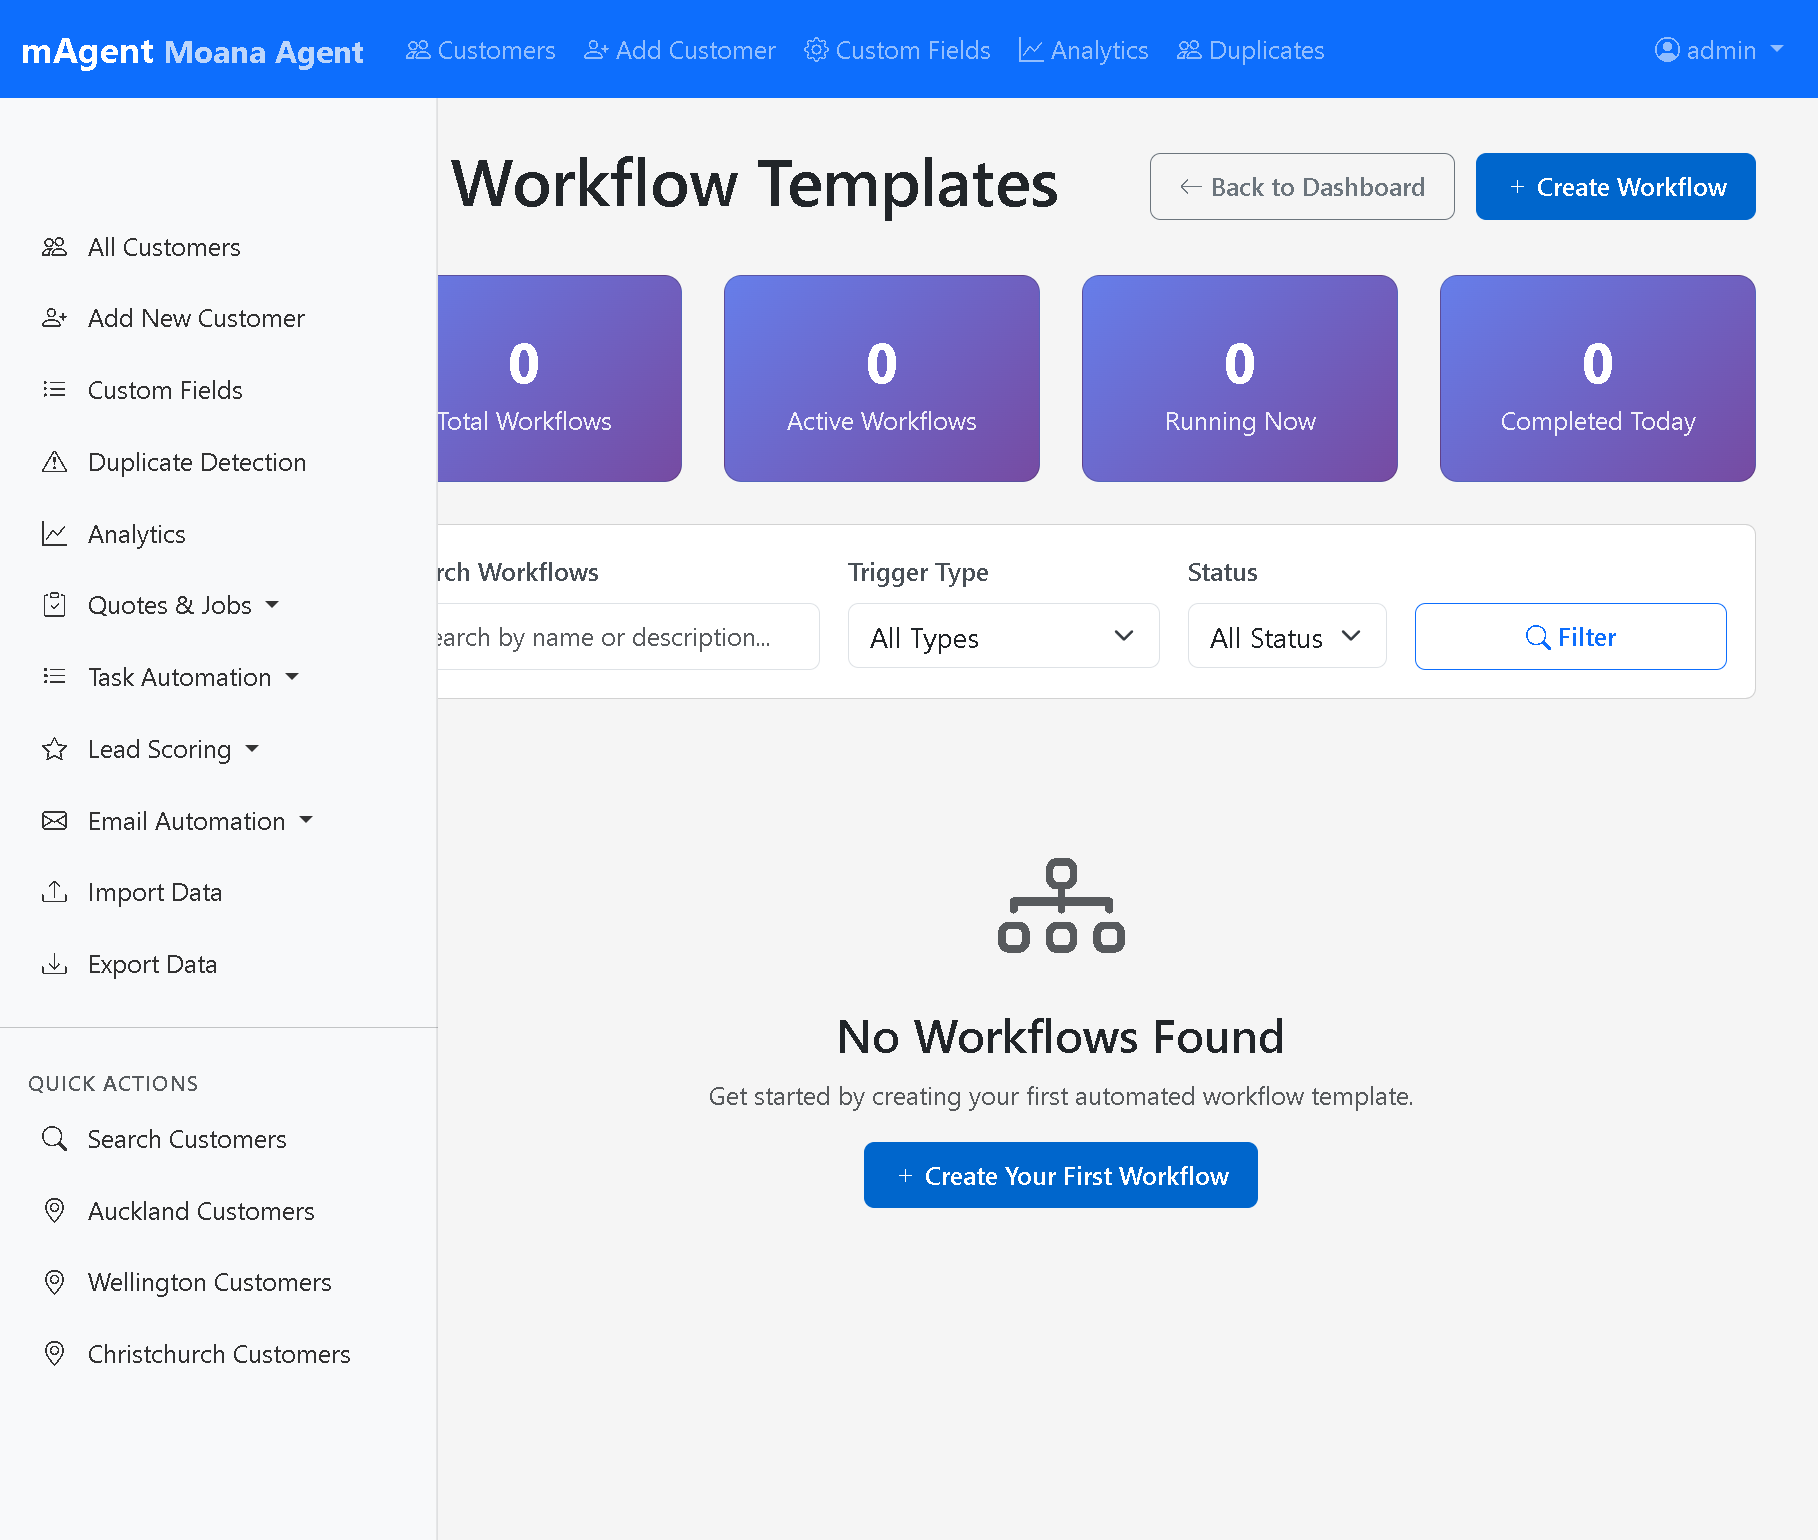 mAgent Moana Agent
Customers
Add Customer
Custom Fields
Analytics
Duplicates
admin
All Customers
Add New Customer
Custom Fields
Duplicate Detection
Analytics
Quotes & Jobs
Task Automation
Lead Scoring
Email Automation
Import Data
Export Data
QUICK ACTIONS
Search Customers
Auckland Customers
Wellington Customers
Christchurch Customers
Workflow Templates
Back to Dashboard
+ Create Workflow
0
Total Workflows
0
Active Workflows
0
Running Now
0
Completed Today
rch Workflows
earch by name or description...
Trigger Type
All Types
Status
All Status
Filter
No Workflows Found
Get started by creating your first automated workflow template.
+ Create Your First Workflow